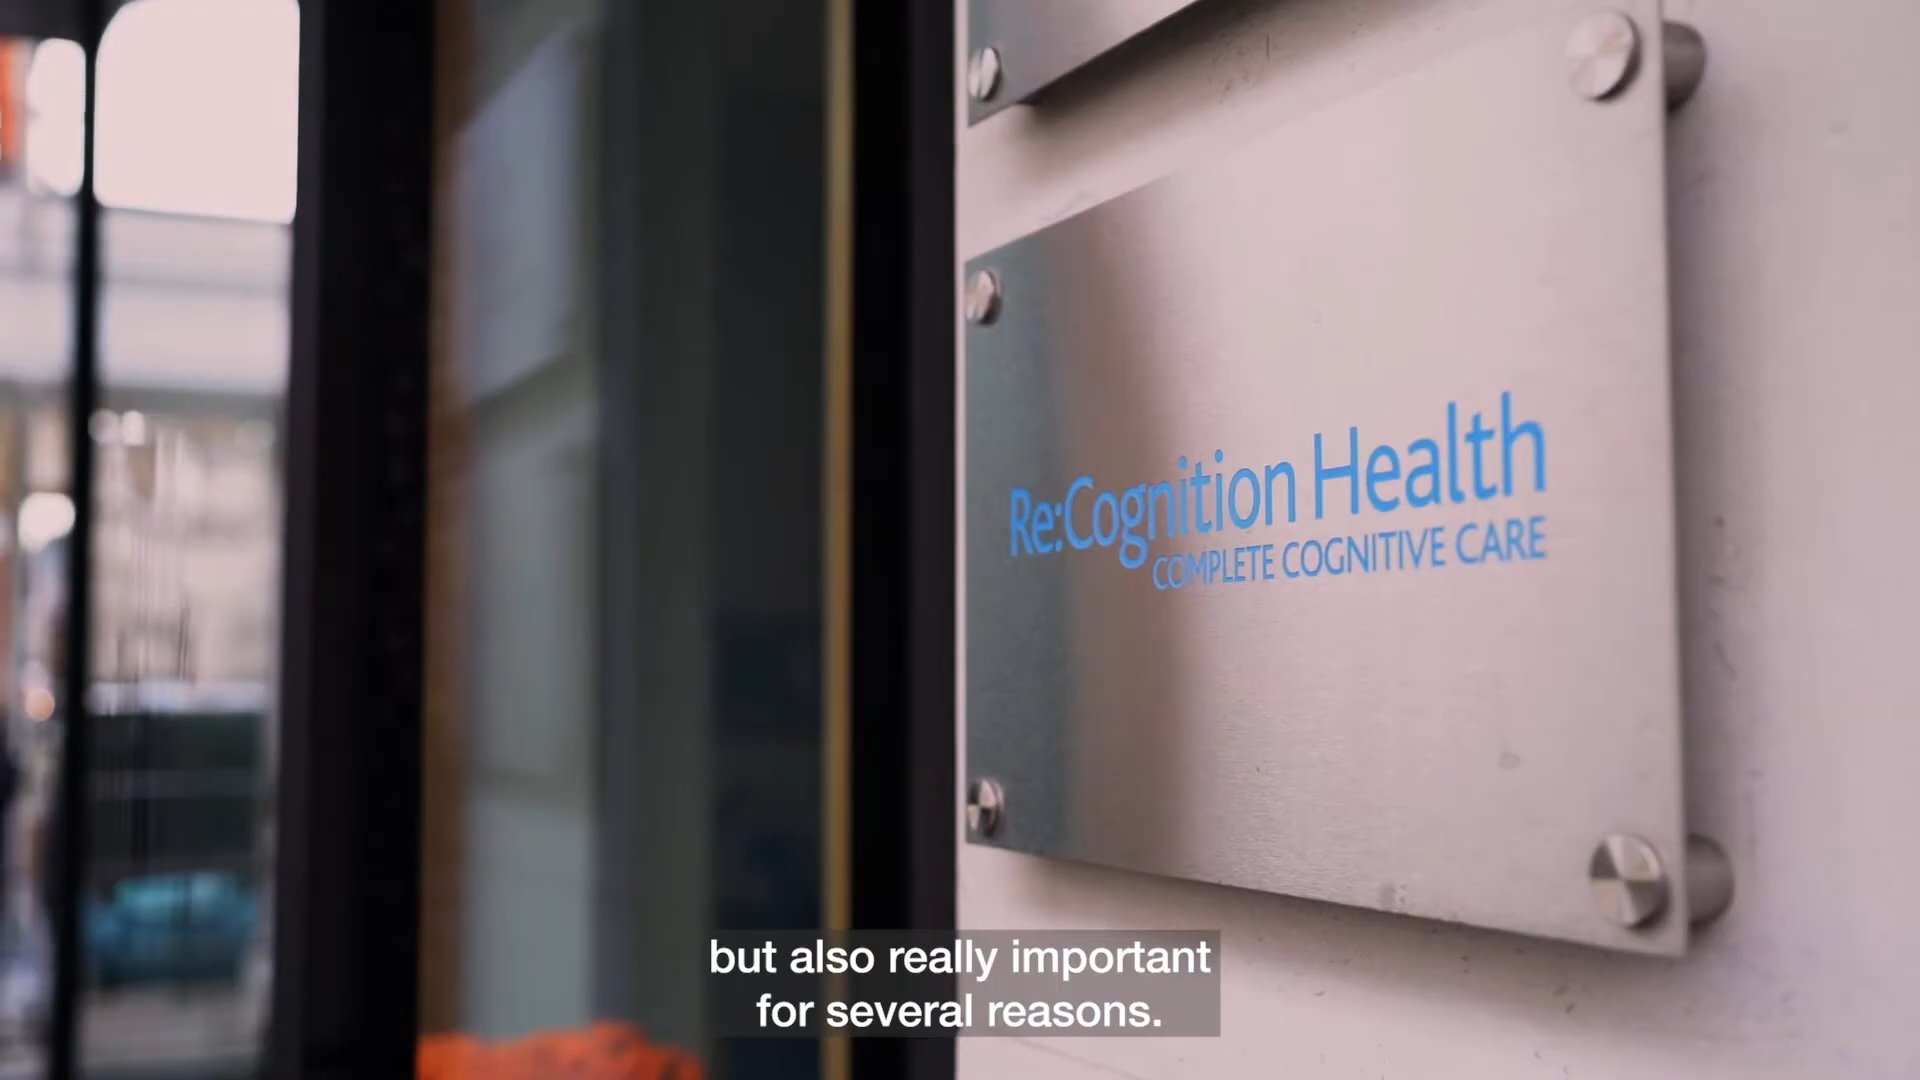 Re:Cognition Health
COMPLETE COGNITIVE CARE
but also really important
for several reasons.